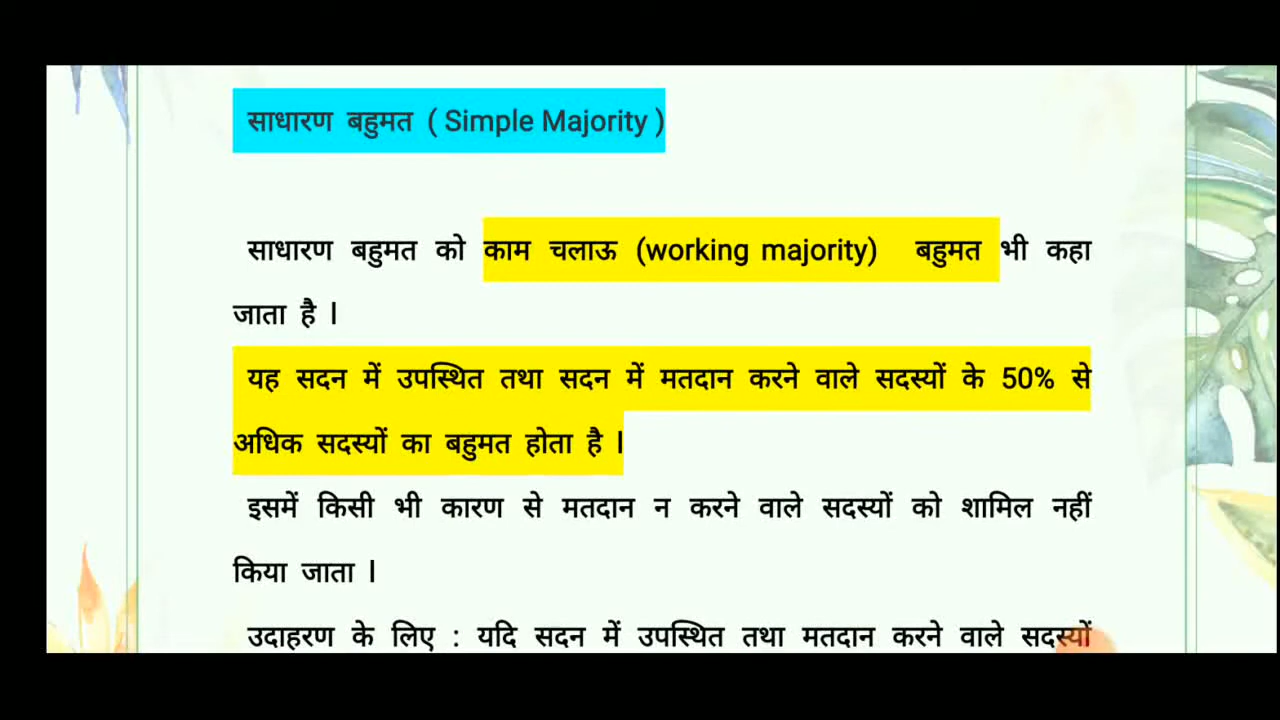 साधारण बहुमत ( Simple Majority )
साधारण बहुमत को काम चलाऊ (working majority) बहुमत भी कहा
जाता है l
यह सदन में उपस्थित तथा सदन में मतदान करने वाले सदस्यों के 50% से
अधिक सदस्यों का बहुमत होता है l
इसमें किसी भी कारण से मतदान न करने वाले सदस्यों को शामिल नहीं
किया जाता l
उदाहरण के लिए : यदि सदन में उपस्थित तथा मतदान करने वाले सदस्यों